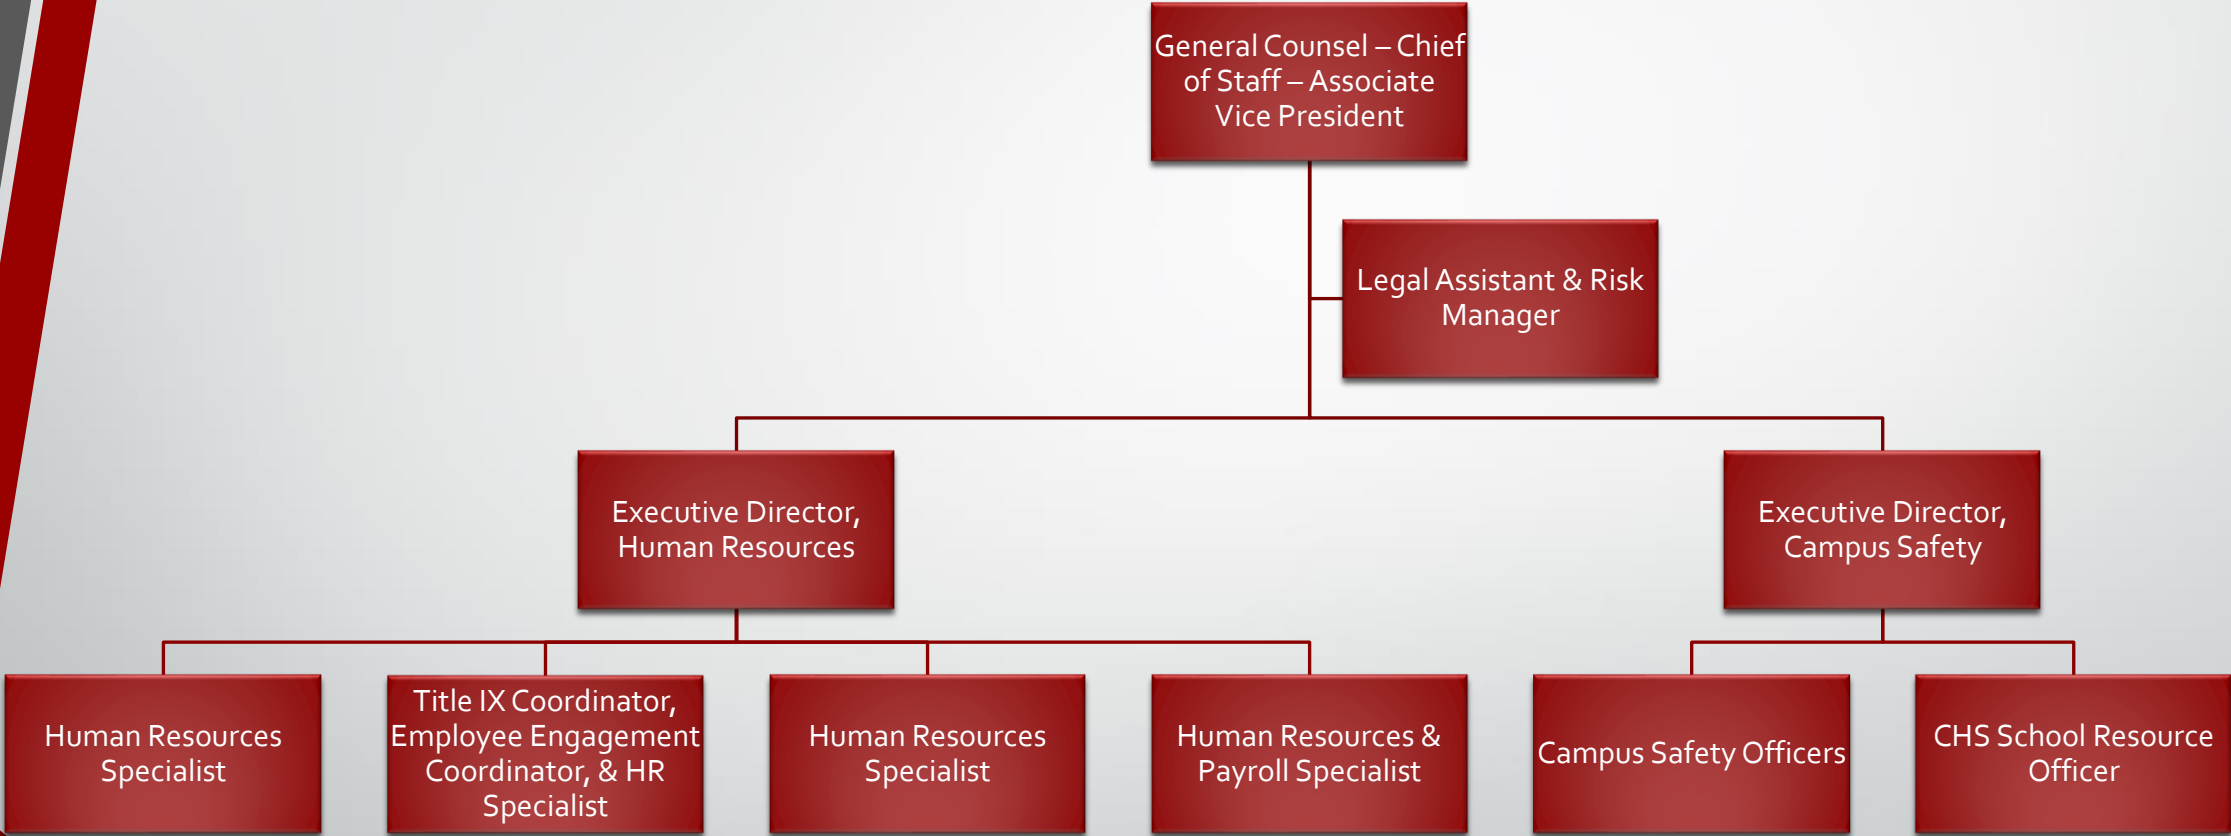 General Counsel – Chief
of Staff – Associate
Vice President
Legal Assistant & Risk
Manager
Executive Director,
Human Resources
Executive Director,
Campus Safety
Human Resources
Specialist
Title IX Coordinator,
Employee Engagement
Coordinator, & HR
Specialist
Human Resources
Specialist
Human Resources &
Payroll Specialist
Campus Safety Officers
CHS School Resource
Officer